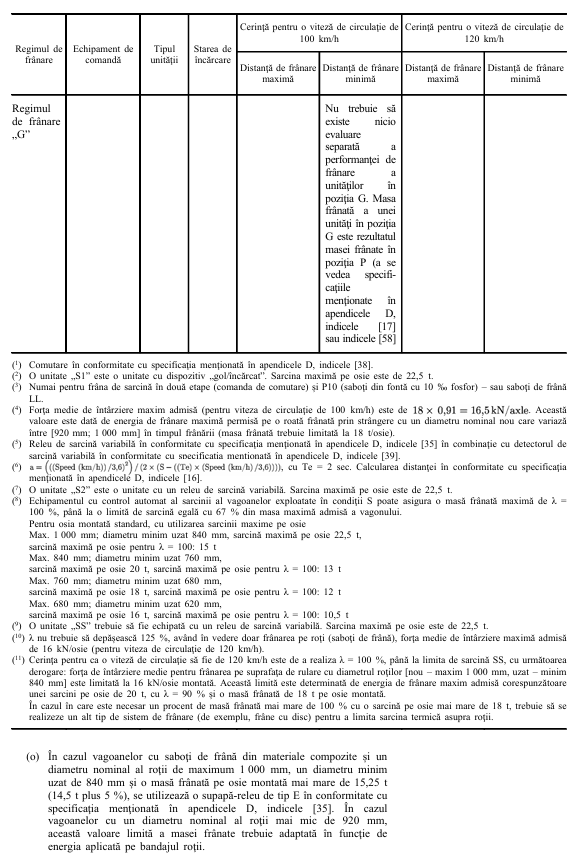 Regimul de frânare
Echipament de comandă
Tipul unității
Starea de încărcare
Cerință pentru o viteză de circulație de 100 km/h
Cerință pentru o viteză de circulație de 120 km/h
Distanță de frânare maximă
Distanță de frânare minimă
Distanță de frânare maximă
Distanță de frânare minimă
Regimul
de frânare
„G”
Nu trebuie să
existe nicio
evaluare
separată a
performanței de
frânare a
unităților în
poziția G. Masa
frânată a unei
unități în poziția
G este rezultatul
masei frânate în
poziția P (a se
vedea specifi-
cațiile
menționate în
apendicele D,
indicele [17]
sau indicele [58]
(1) Comutare în conformitate cu specificația menționată în apendicele D, indicele [38].
(2) O unitate „S1” este o unitate cu dispozitiv „gol/încărcat”. Sarcina maximă pe osie este de 22,5 t.
(3) Numai pentru frâna de sarcină în două etape (comanda de comutare) și P10 (saboți din fontă cu 10 ‰ fosfor) – sau saboți de frână
LL.
(4) Forța medie de întârziere maxim admisă (pentru viteza de circulație de 100 km/h) este de 18 × 0,91 = 16,5 kN/axle. Această
valoare este dată de energia de frânare maximă permisă pe o roată frânată prin strângere cu un diametru nominal nou care variază
între [920 mm; 1 000 mm] în timpul frânării (masa frânată trebuie limitată la 18 t/osie).
(5) Releu de sarcină variabilă în conformitate cu specificația menționată în apendicele D, indicele [35] în combinație cu detectorul de
sarcină variabilă în conformitate cu snecificatia menționată în apendicele D, indicele [39].
(6) a = (((Speed (km/h)) /3,6)²) / (2 × (S − ((Te) × (Speed (km/h) /3,6)))), cu Te = 2 sec. Calcularea distanței în conformitate cu specificația
menționată în apendicele D, indicele [16].
(7) O unitate „S2” este o unitate cu un releu de sarcină variabilă. Sarcina maximă pe osie este de 22,5 t.
(8) Echipamentul cu control automat al sarcinii al vagoanelor exploatate în condiții S poate asigura o masă frânată maximă de λ =
100 %, până la o limită de sarcină egală cu 67 % din masa maximă admisă a vagonului.
Pentru osia montată standard, cu utilizarea sarcinii maxime pe osie
Max. 1 000 mm; diametru minim uzat 840 mm, sarcină maximă pe osie 22,5 t,
sarcină maximă pe osie pentru λ = 100: 15 t
Max. 840 mm; diametru minim uzat 760 mm,
sarcină maximă pe osie 20 t, sarcină maximă pe osie pentru λ = 100: 13 t
Max. 760 mm; diametru minim uzat 680 mm,
sarcină maximă pe osie 18 t, sarcină maximă pe osie pentru λ = 100: 12 t
Max. 680 mm; diametru minim uzat 620 mm,
sarcină maximă pe osie 16 t, sarcină maximă pe osie pentru λ = 100: 10,5 t
(9) O unitate „SS” trebuie să fie echipată cu un releu de sarcină variabilă. Sarcina maximă pe osie este de 22,5 t.
(10) λ nu trebuie să depășească 125 %, având în vedere doar frânarea pe roți (saboți de frână), forța medie de întârziere maximă admisă
de 16 kN/osie (pentru viteza de circulație de 120 km/h).
(11) Cerința pentru ca o viteză de circulație să fie de 120 km/h este de a realiza λ = 100 %, până la limita de sarcină SS, cu următoarea
derogare: forța de întârziere medie pentru frânarea pe suprafața de rulare cu diametrul roților [nou – maxim 1 000 mm, uzat – minim
840 mm] este limitată la 16 kN/osie montată. Această limită este determinată de energia de frânare maxim admisă corespunzătoare
unei sarcini pe osie de 20 t, cu λ = 90 % și o masă frânată de 18 t pe osie montată.
În cazul în care este necesar un procent de masă frânată mai mare de 100 % cu o sarcină pe osie mai mare de 18 t, trebuie să se
realizeze un alt tip de sistem de frânare (de exemplu, frâne cu disc) pentru a limita sarcina termică asupra roții.
(o) În cazul vagoanelor cu saboți de frână din materiale compozite și un
diametru nominal al roții de maximum 1 000 mm, un diametru minim
uzat de 840 mm și o masă frânată pe osie montată mai mare de 15,25 t
(14,5 t plus 5 %), se utilizează o supapă-releu de tip E în conformitate cu
specificația menționată în apendicele D, indicele [35]. În cazul
vagoanelor cu un diametru nominal al roții mai mic de 920 mm,
această valoare limită a masei frânate trebuie adaptată în funcție de
energia aplicată pe bandajul roții.